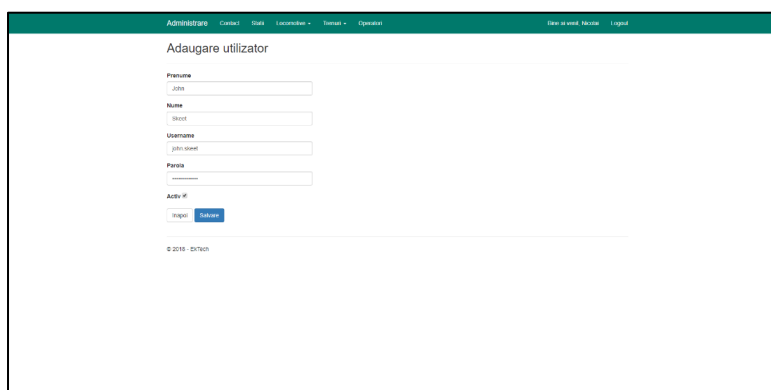 Administrare Contact Statii Locomotive Trenuri Operatori Bine ai venit, Nicolai Logout
Adaugare utilizator
Prenume
John
Nume
Skeet
Username
john.skeet
Parola
Activ
Inapoi Salvare
© 2018 - ExTech